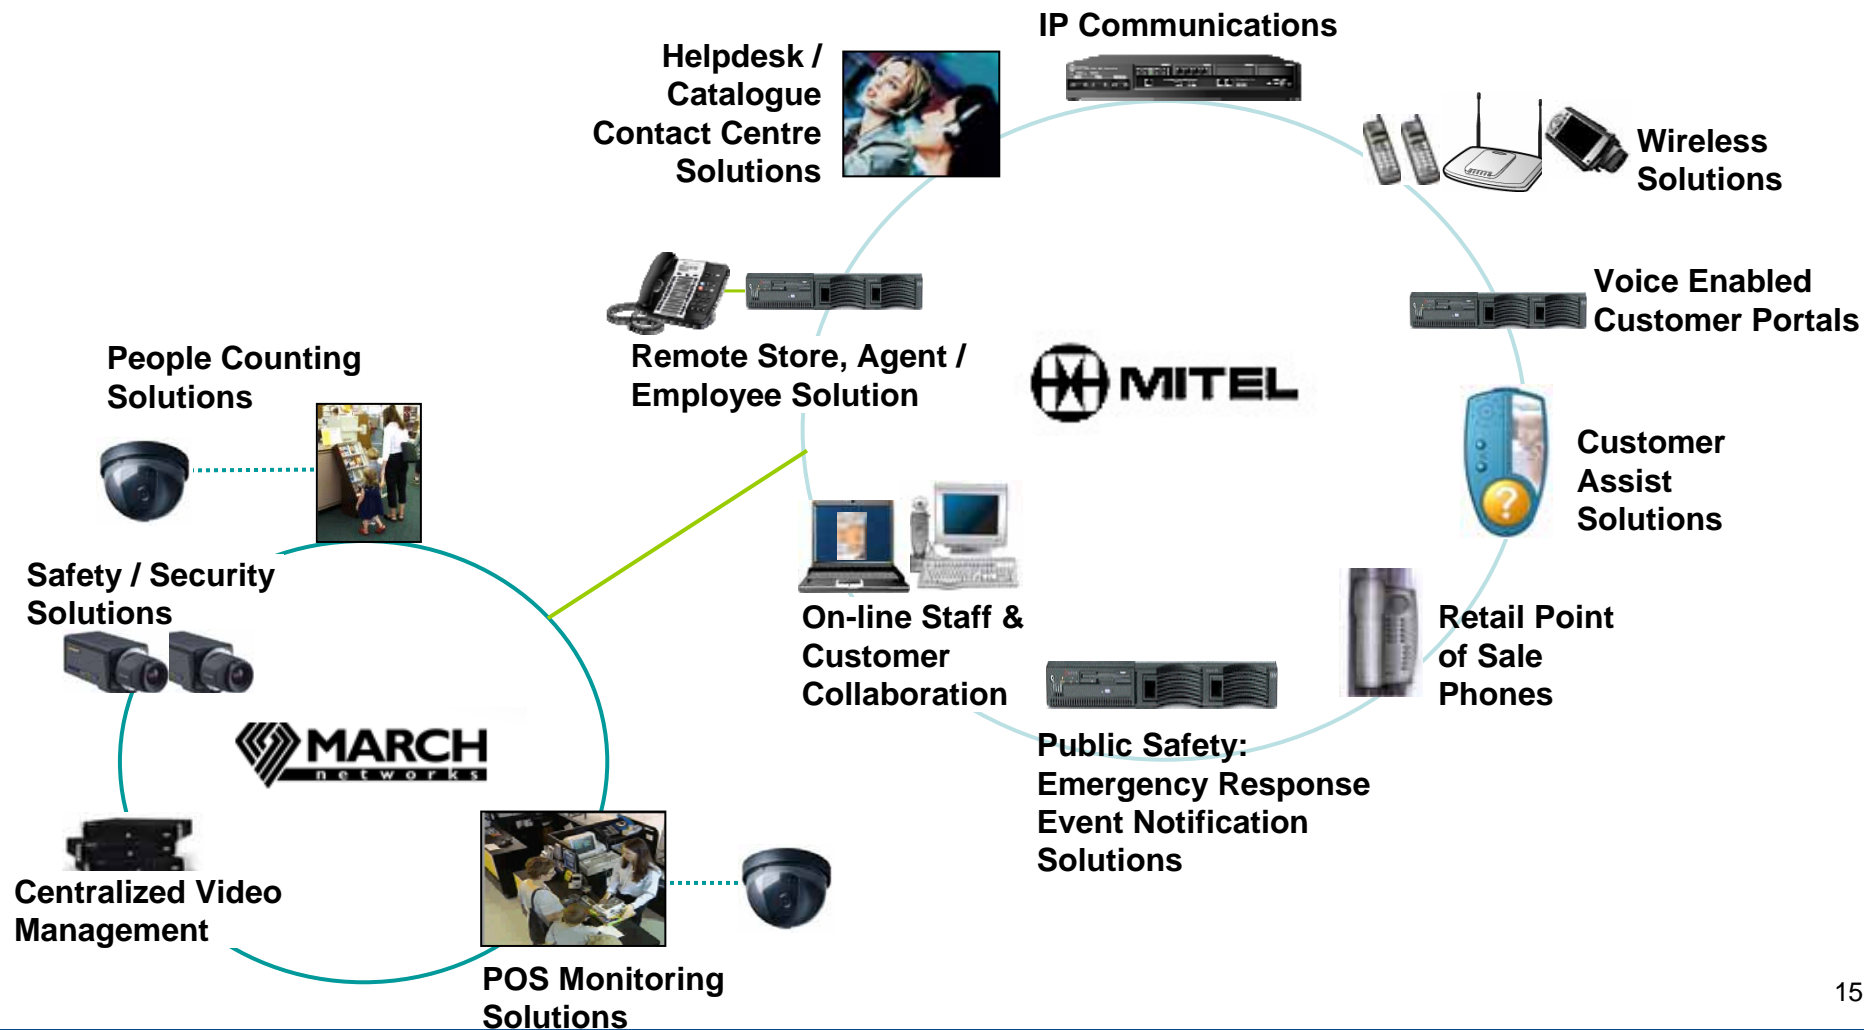 IP Communications
Helpdesk /
Catalogue
Contact Centre
Solutions
Wireless
Solutions
Voice Enabled
Customer Portals
Remote Store, Agent /
Employee Solution
MITEL
People Counting
Solutions
Customer
Assist
Solutions
?
Safety / Security
Solutions
On-line Staff &
Customer
Collaboration
Retail Point
of Sale
Phones
MARCH
networks
Public Safety:
Emergency Response
Event Notification
Solutions
Centralized Video
Management
POS Monitoring
Solutions
15